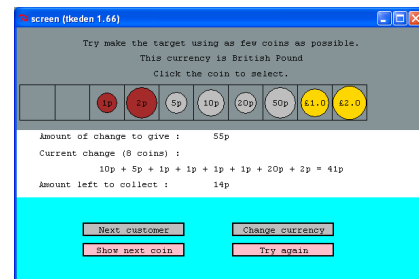 screen (tkeden 1.66)
Try make the target using as few coins as possible.
This currency is British Pound
Click the coin to select.
1p 2p 5p 10p 20p 50p £1.0 £2.0
Amount of change to give : 55p
Current change (8 coins) :
10p + 5p + 1p + 1p + 1p + 1p + 20p + 2p = 41p
Amount left to collect : 14p
Next customer Change currency
Show next coin Try again